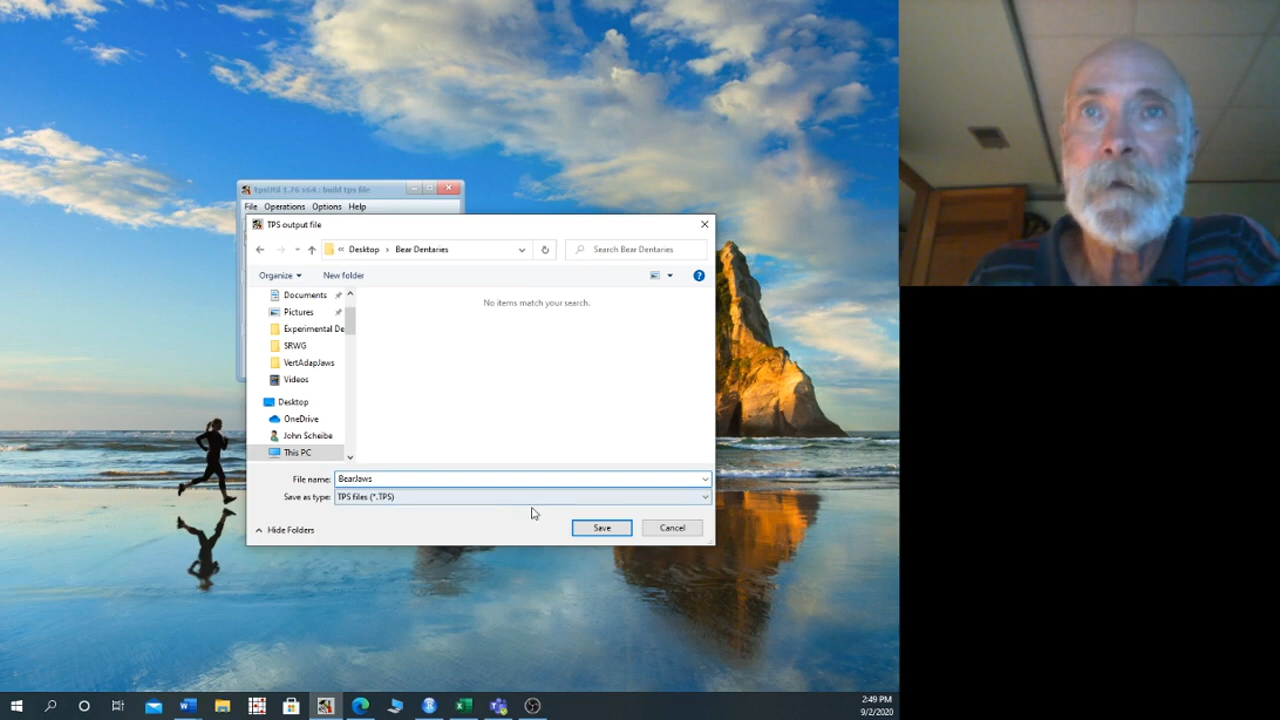 tpsUtil 1.76 x64 : build tps file
File Operations Options Help
TPS output file
« Desktop › Bear Dentaries
Search Bear Dentaries
Organize
New folder
?
Documents
Pictures
Experimental De
SRWG
VertAdapJaws
Videos
Desktop
OneDrive
John Scheibe
This PC
No items match your search.
File name: BearJaws
Save as type: TPS files (*.TPS)
Hide Folders
Save
Cancel
2:49 PM
9/2/2020